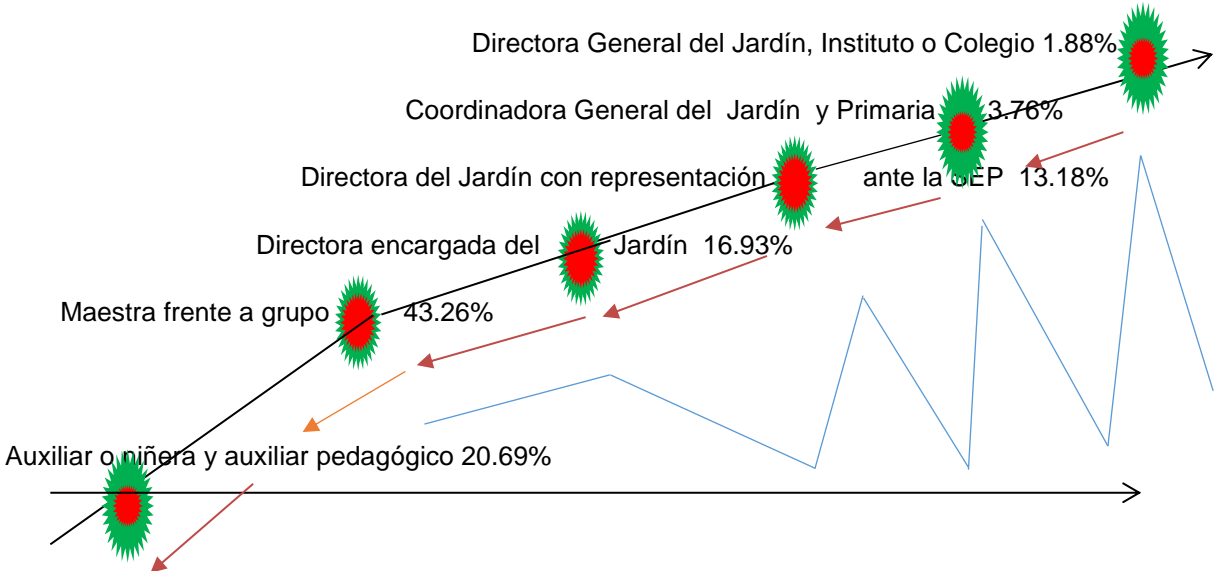 Directora General del Jardín, Instituto o Colegio 1.88%
Coordinadora General del Jardín y Primaria 3.76%
Directora del Jardín con representación ante la SEP 13.18%
Directora encargada del Jardín 16.93%
Maestra frente a grupo 43.26%
Auxiliar o niñera y auxiliar pedagógico 20.69%